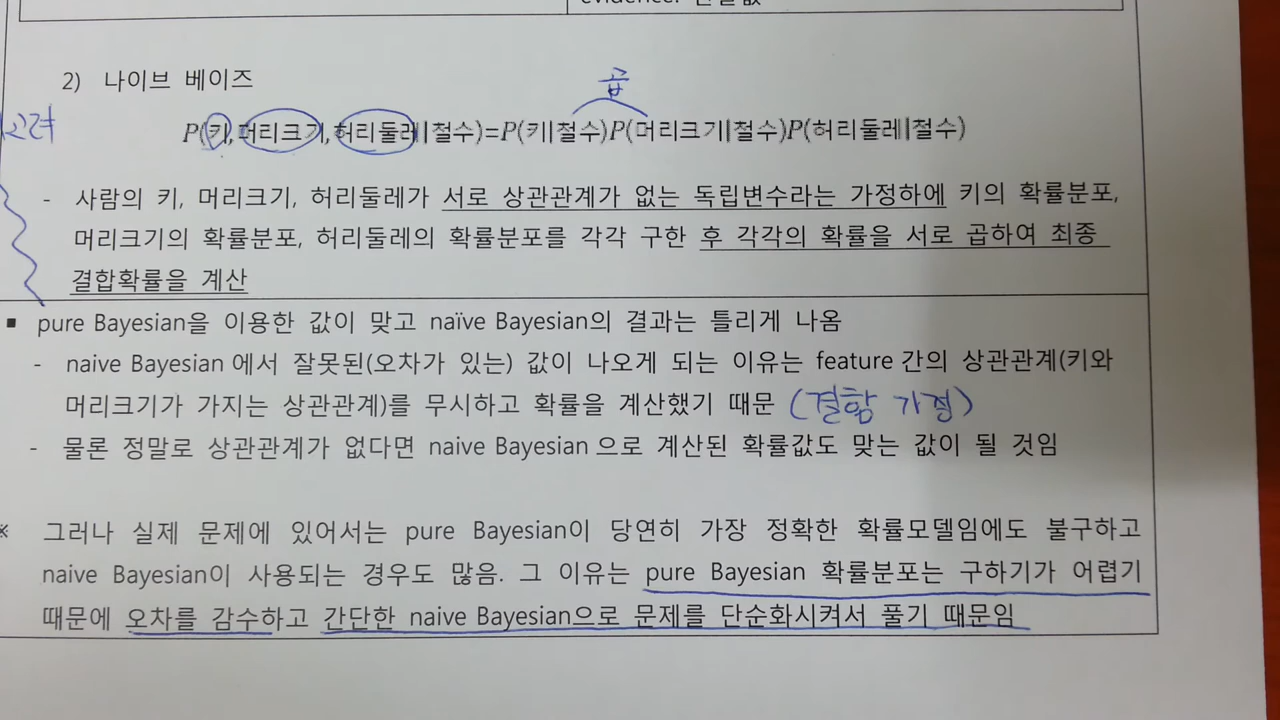 2) 나이브 베이즈
곱
고려
P(키,머리크기,허리둘레|철수)=P(키|철수)P(머리크기|철수)P(허리둘레|철수)
- 사람의 키, 머리크기, 허리둘레가 서로 상관관계가 없는 독립변수라는 가정하에 키의 확률분포,
머리크기의 확률분포, 허리둘레의 확률분포를 각각 구한 후 각각의 확률을 서로 곱하여 최종
결합확률을 계산
▪ pure Bayesian을 이용한 값이 맞고 naïve Bayesian의 결과는 틀리게 나옴
- naive Bayesian 에서 잘못된(오차가 있는) 값이 나오게 되는 이유는 feature 간의 상관관계(키와
머리크기가 가지는 상관관계)를 무시하고 확률을 계산했기 때문 (결함 가정)
- 물론 정말로 상관관계가 없다면 naive Bayesian 으로 계산된 확률값도 맞는 값이 될 것임
※ 그러나 실제 문제에 있어서는 pure Bayesian이 당연히 가장 정확한 확률모델임에도 불구하고
naive Bayesian이 사용되는 경우도 많음. 그 이유는 pure Bayesian 확률분포는 구하기가 어렵기
때문에 오차를 감수하고 간단한 naive Bayesian으로 문제를 단순화시켜서 풀기 때문임